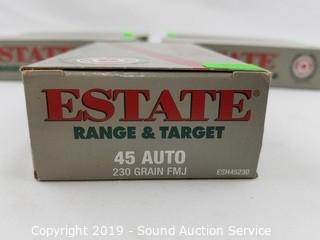 ESTATE®
RANGE & TARGET
45 AUTO
230 GRAIN FMJ
ESH45230
Copyright 2019 - Sound Auction Service